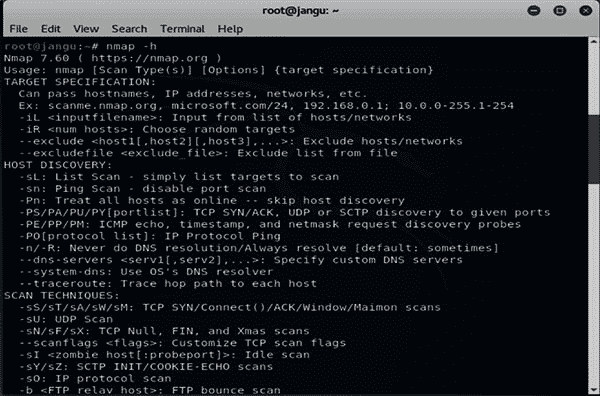 root@jangu: ~
File Edit View Search Terminal Help
root@jangu:~# nmap -h
Nmap 7.60 ( https://nmap.org )
Usage: nmap [Scan Type(s)] [Options] {target specification}
TARGET SPECIFICATION:
Can pass hostnames, IP addresses, networks, etc.
Ex: scanme.nmap.org, microsoft.com/24, 192.168.0.1; 10.0.0-255.1-254
-iL <inputfilename>: Input from list of hosts/networks
-iR <num hosts>: Choose random targets
--exclude <host1[,host2][,host3],...>: Exclude hosts/networks
--excludefile <exclude_file>: Exclude list from file
HOST DISCOVERY:
-sL: List Scan - simply list targets to scan
-sn: Ping Scan - disable port scan
-Pn: Treat all hosts as online -- skip host discovery
-PS/PA/PU/PY[portlist]: TCP SYN/ACK, UDP or SCTP discovery to given ports
-PE/PP/PM: ICMP echo, timestamp, and netmask request discovery probes
-PO[protocol list]: IP Protocol Ping
-n/-R: Never do DNS resolution/Always resolve [default: sometimes]
--dns-servers <serv1[,serv2],...>: Specify custom DNS servers
--system-dns: Use OS's DNS resolver
--traceroute: Trace hop path to each host
SCAN TECHNIQUES:
-sS/sT/sA/sW/sM: TCP SYN/Connect()/ACK/Window/Maimon scans
-sU: UDP Scan
-sN/sF/sX: TCP Null, FIN, and Xmas scans
--scanflags <flags>: Customize TCP scan flags
-sI <zombie host[:probeport]>: Idle scan
-sY/sZ: SCTP INIT/COOKIE-ECHO scans
-sO: IP protocol scan
-b <FTP relay host>: FTP bounce scan